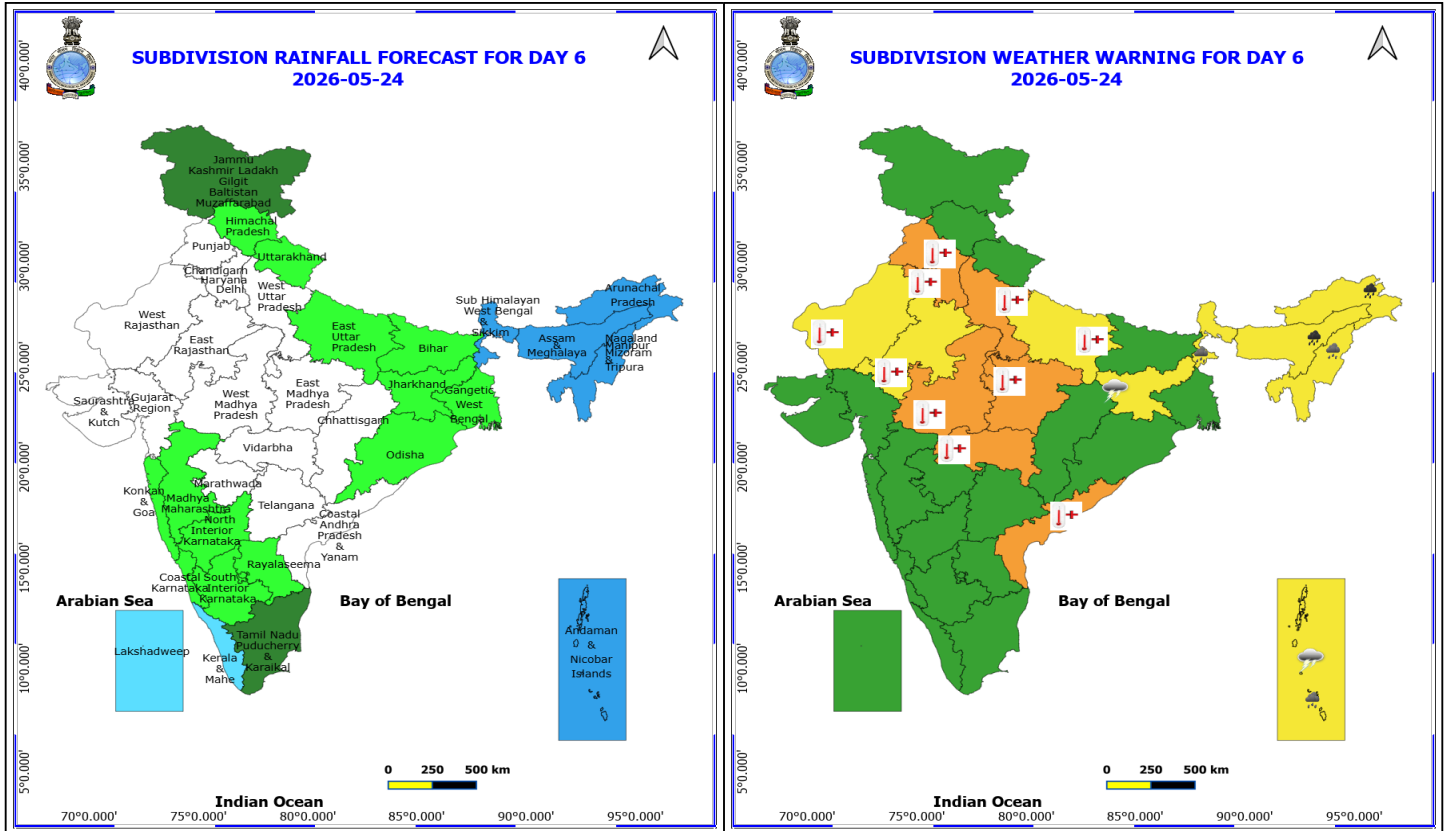 SUBDIVISION RAINFALL FORECAST FOR DAY 6
2026-05-24
40°0.000'
35°0.000'
30°0.000'
25°0.000'
20°0.000'
15°0.000'
10°0.000'
5°0.000'
Jammu
Kashmir Ladakh
Gilgit
Baltistan
Muzaffarabad
Himachal
Pradesh
Punjab
Uttarakhand
Chandigarh
Haryana
Delhi
West
Uttar
Pradesh
West
Rajasthan
East
Rajasthan
East
Uttar
Pradesh
Bihar
Sub Himalayan
West Bengal
&
Sikkim
Arunachal
Pradesh
Assam
&
Meghalaya
Nagaland
Manipur
Mizoram
&
Tripura
Jharkhand
Gangetic
West
Bengal
Saurashtra
&
Kutch
Gujarat
Region
West
Madhya
Pradesh
East
Madhya
Pradesh
Chhattisgarh
Vidarbha
Odisha
Konkan
&
Goa
Madhya
Maharashtra
Marathwada
Telangana
North
Interior
Karnataka
Coastal
Andhra
Pradesh
&
Yanam
Rayalaseema
Coastal
Karnataka
South
Interior
Karnataka
Arabian Sea
Bay of Bengal
Lakshadweep
Kerala
&
Mahe
Tamil Nadu
Puducherry
&
Karaikal
Andaman
&
Nicobar
Islands
0 250 500 km
Indian Ocean
70°0.000' 75°0.000' 80°0.000' 85°0.000' 90°0.000' 95°0.000'
SUBDIVISION WEATHER WARNING FOR DAY 6
2026-05-24
40°0.000'
35°0.000'
30°0.000'
25°0.000'
20°0.000'
15°0.000'
10°0.000'
5°0.000'
Arabian Sea
Bay of Bengal
0 250 500 km
Indian Ocean
70°0.000' 75°0.000' 80°0.000' 85°0.000' 90°0.000' 95°0.000'